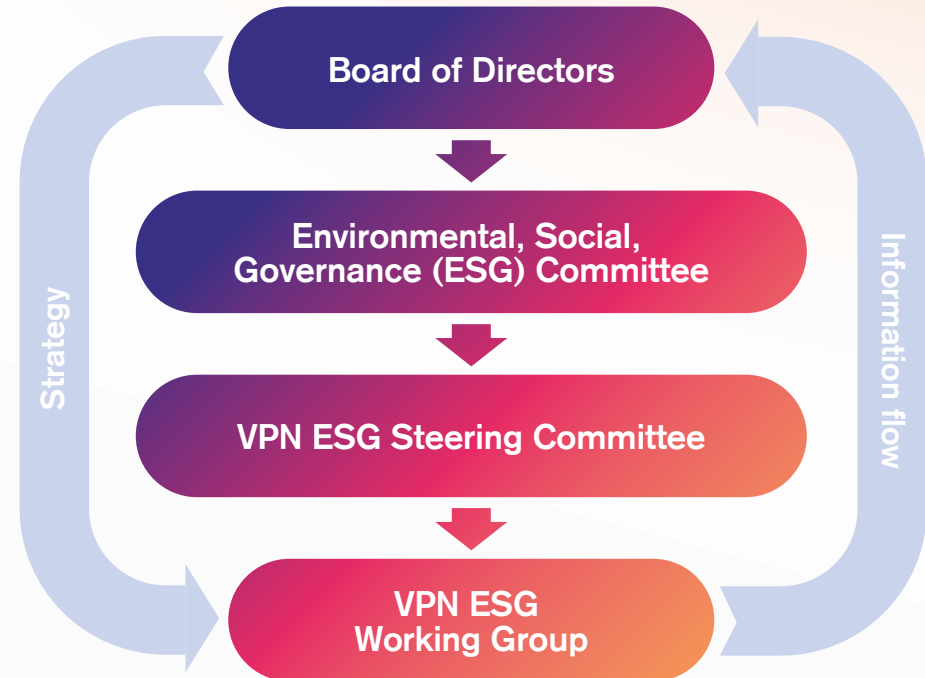 Board of Directors
Environmental, Social,
Governance (ESG) Committee
Strategy
Information flow
VPN ESG Steering Committee
VPN ESG
Working Group